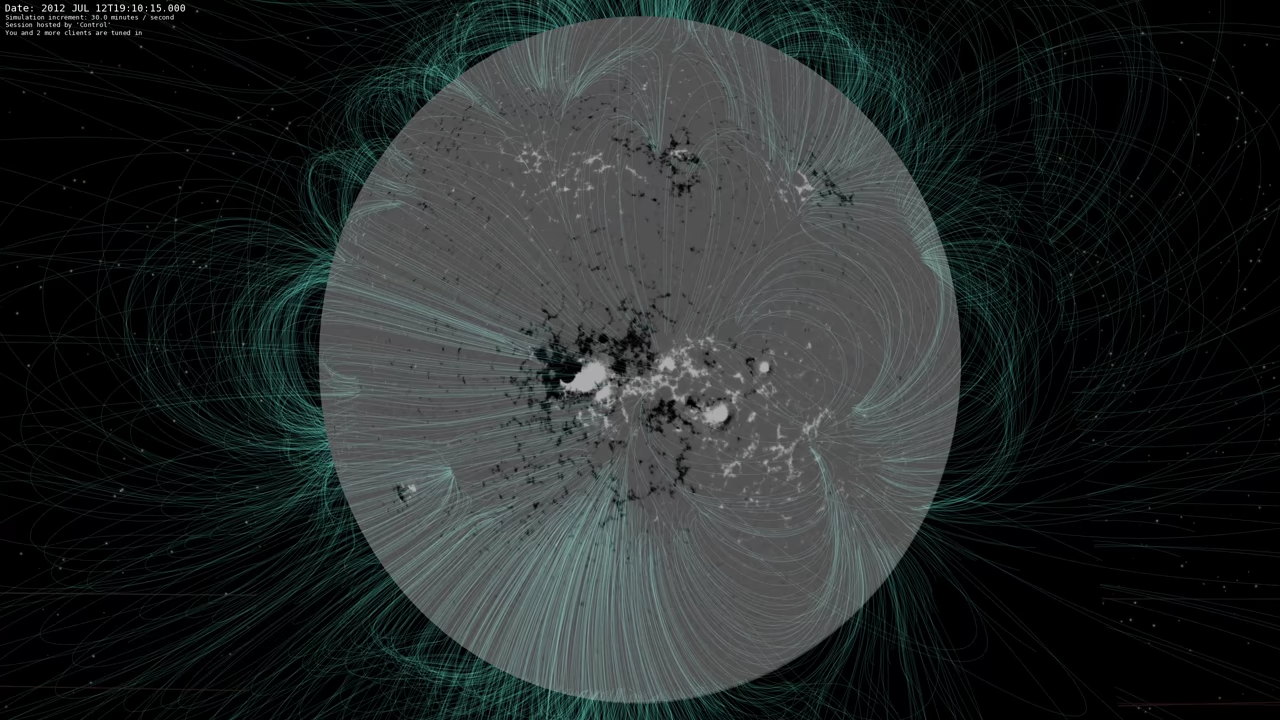 Date: 2012 JUL 12T19:10:15.000
Simulation increment: 30.0 minutes / second
Session hosted by 'Control'
You and 2 more clients are tuned in